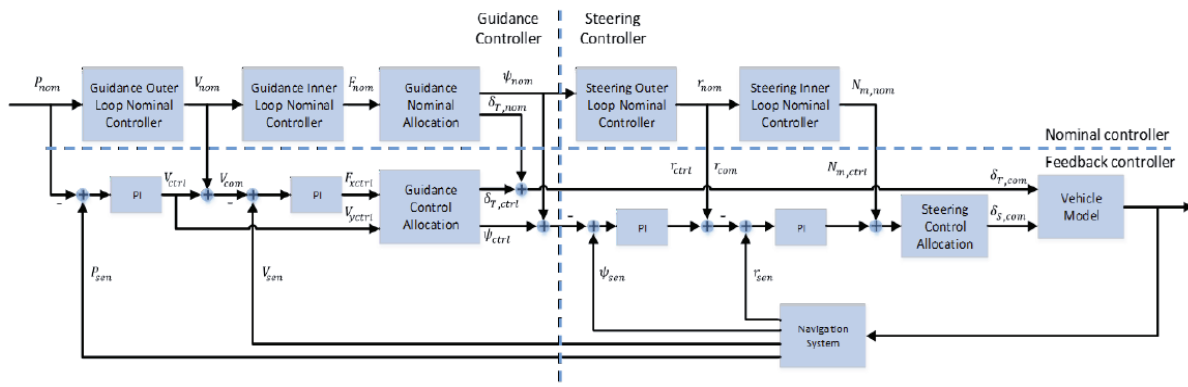 Guidance Controller
Steering Controller
P_nom
Guidance Outer
Loop Nominal
Controller
V_nom
Guidance Inner
Loop Nominal
Controller
F_nom
Guidance
Nominal
Allocation
ψ_nom
δ_T,nom
Steering Outer
Loop Nominal
Controller
r_nom
Steering Inner
Loop Nominal
Controller
N_m,nom
Nominal controller
Feedback controller
-
+
PI
V_ctrl
+
V_com
-
+
PI
F_xctrl
V_yctrl
Guidance
Control
Allocation
δ_T,ctrl
ψ_ctrl
+
+
-
+
PI
r_ctrl
r_com
+
-
+
PI
N_m,ctrl
+
Steering
Control
Allocation
δ_T,com
δ_S,com
Vehicle
Model
P_sen
V_sen
ψ_sen
r_sen
Navigation
System